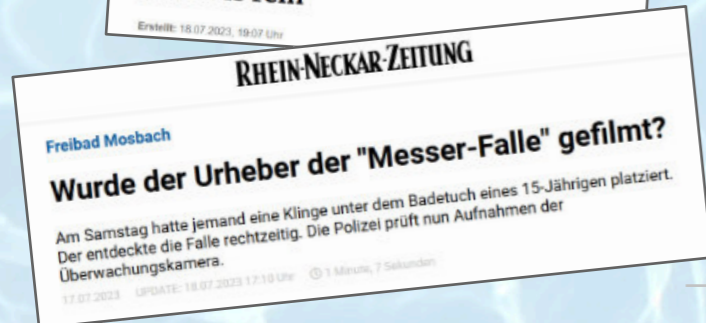 Erstellt: 18.07.2023, 19:07 Uhr
RHEIN-NECKAR-ZEITUNG
Freibad Mosbach
Wurde der Urheber der "Messer-Falle" gefilmt?
Am Samstag hatte jemand eine Klinge unter dem Badetuch eines 15-Jährigen platziert.
Der entdeckte die Falle rechtzeitig. Die Polizei prüft nun Aufnahmen der
Überwachungskamera.
17.07.2023 UPDATE: 18.07.2023 17:10 Uhr 1 Minute, 7 Sekunden